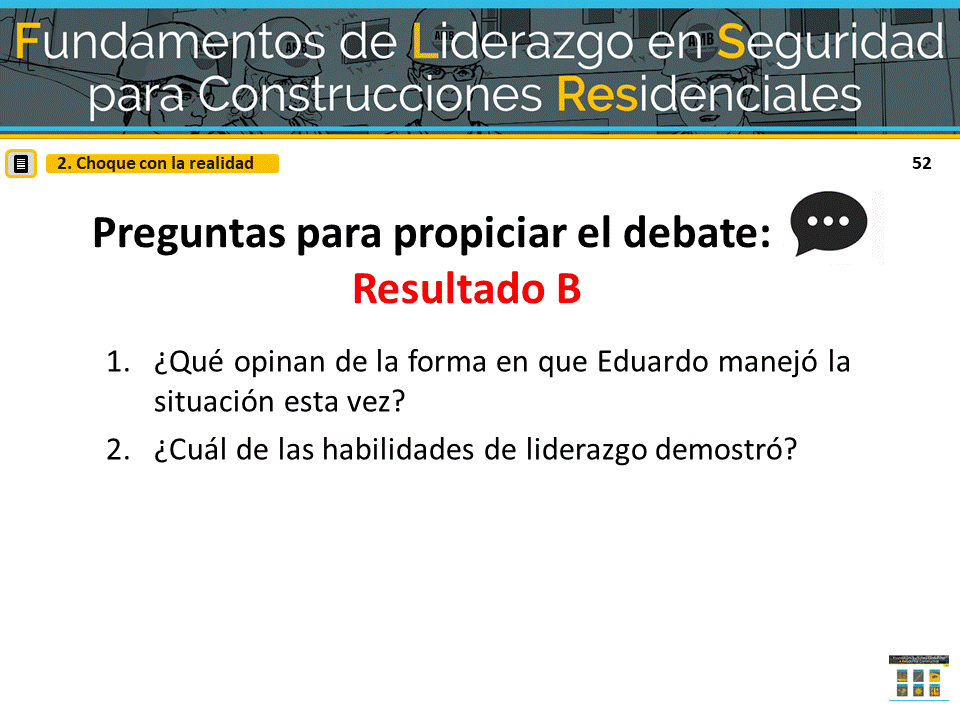 Fundamentos de Liderazgo en Seguridad
para Construcciones Residenciales
2. Choque con la realidad
52
Preguntas para propiciar el debate:
Resultado B
1. ¿Qué opinan de la forma en que Eduardo manejó la
situación esta vez?
2. ¿Cuál de las habilidades de liderazgo demostró?